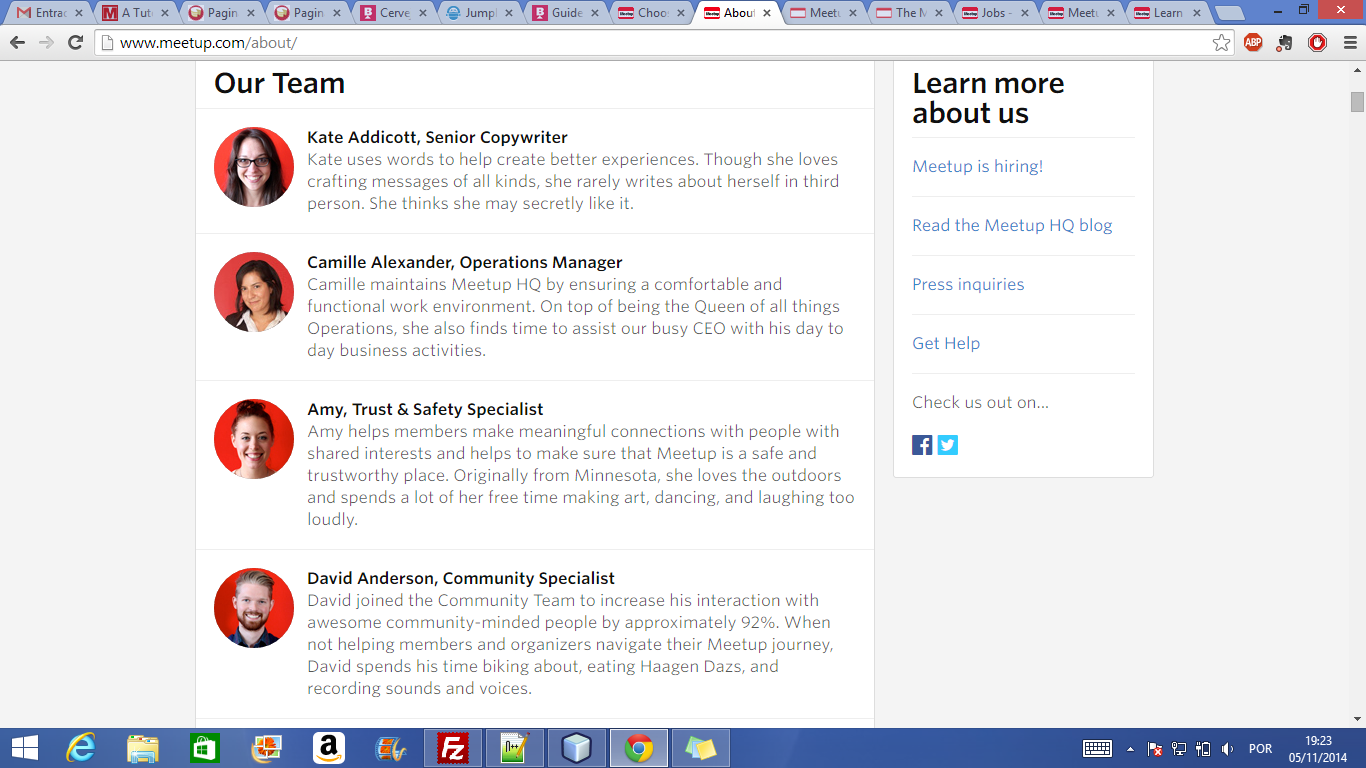 Entrac
A Tut
Pagin
Pagin
Cerve
Jumpl
Guide
Choo
About
Meetu
The M
Jobs -
Meetu
Learn
www.meetup.com/about/
ABP
Our Team
Kate Addicott, Senior Copywriter
Kate uses words to help create better experiences. Though she loves
crafting messages of all kinds, she rarely writes about herself in third
person. She thinks she may secretly like it.
Camille Alexander, Operations Manager
Camille maintains Meetup HQ by ensuring a comfortable and
functional work environment. On top of being the Queen of all things
Operations, she also finds time to assist our busy CEO with his day to
day business activities.
Amy, Trust & Safety Specialist
Amy helps members make meaningful connections with people with
shared interests and helps to make sure that Meetup is a safe and
trustworthy place. Originally from Minnesota, she loves the outdoors
and spends a lot of her free time making art, dancing, and laughing too
loudly.
David Anderson, Community Specialist
David joined the Community Team to increase his interaction with
awesome community-minded people by approximately 92%. When
not helping members and organizers navigate their Meetup journey,
David spends his time biking about, eating Haagen Dazs, and
recording sounds and voices.
Learn more
about us
Meetup is hiring!
Read the Meetup HQ blog
Press inquiries
Get Help
Check us out on...
POR
19:23
05/11/2014